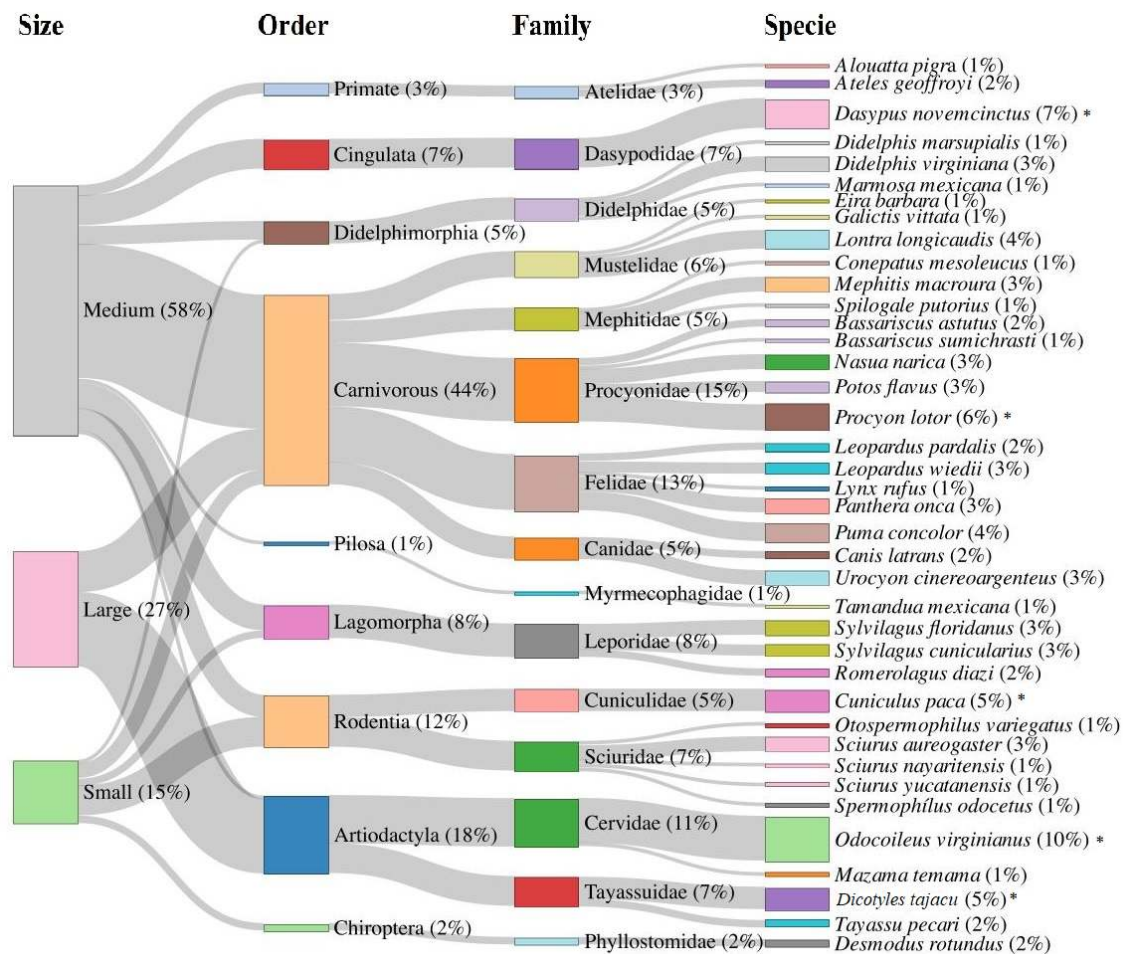 Size
Order
Family
Specie
Medium (58%)
Large (27%)
Small (15%)
Primate (3%)
Cingulata (7%)
Didelphimorphia (5%)
Carnivorous (44%)
Pilosa (1%)
Lagomorpha (8%)
Rodentia (12%)
Artiodactyla (18%)
Chiroptera (2%)
Atelidae (3%)
Dasypodidae (7%)
Didelphidae (5%)
Mustelidae (6%)
Mephitidae (5%)
Procyonidae (15%)
Felidae (13%)
Canidae (5%)
Myrmecophagidae (1%)
Leporidae (8%)
Cuniculidae (5%)
Sciuridae (7%)
Cervidae (11%)
Tayassuidae (7%)
Phyllostomidae (2%)
Alouatta pigra (1%)
Ateles geoffroyi (2%)
Dasypus novemcinctus (7%) *
Didelphis marsupialis (1%)
Didelphis virginiana (3%)
Marmosa mexicana (1%)
Eira barbara (1%)
Galictis vittata (1%)
Lontra longicaudis (4%)
Conepatus mesoleucus (1%)
Mephitis macroura (3%)
Spilogale putorius (1%)
Bassariscus astutus (2%)
Bassariscus sumichrasti (1%)
Nasua narica (3%)
Potos flavus (3%)
Procyon lotor (6%) *
Leopardus pardalis (2%)
Leopardus wiedii (3%)
Lynx rufus (1%)
Panthera onca (3%)
Puma concolor (4%)
Canis latrans (2%)
Urocyon cinereoargenteus (3%)
Tamandua mexicana (1%)
Sylvilagus floridanus (3%)
Sylvilagus cunicularius (3%)
Romerolagus diazi (2%)
Cuniculus paca (5%) *
Otospermophilus variegatus (1%)
Sciurus aureogaster (3%)
Sciurus nayaritensis (1%)
Sciurus yucatanensis (1%)
Spermophílus odocetus (1%)
Odocoileus virginianus (10%) *
Mazama temama (1%)
Dicotyles tajacu (5%) *
Tayassu pecari (2%)
Desmodus rotundus (2%)